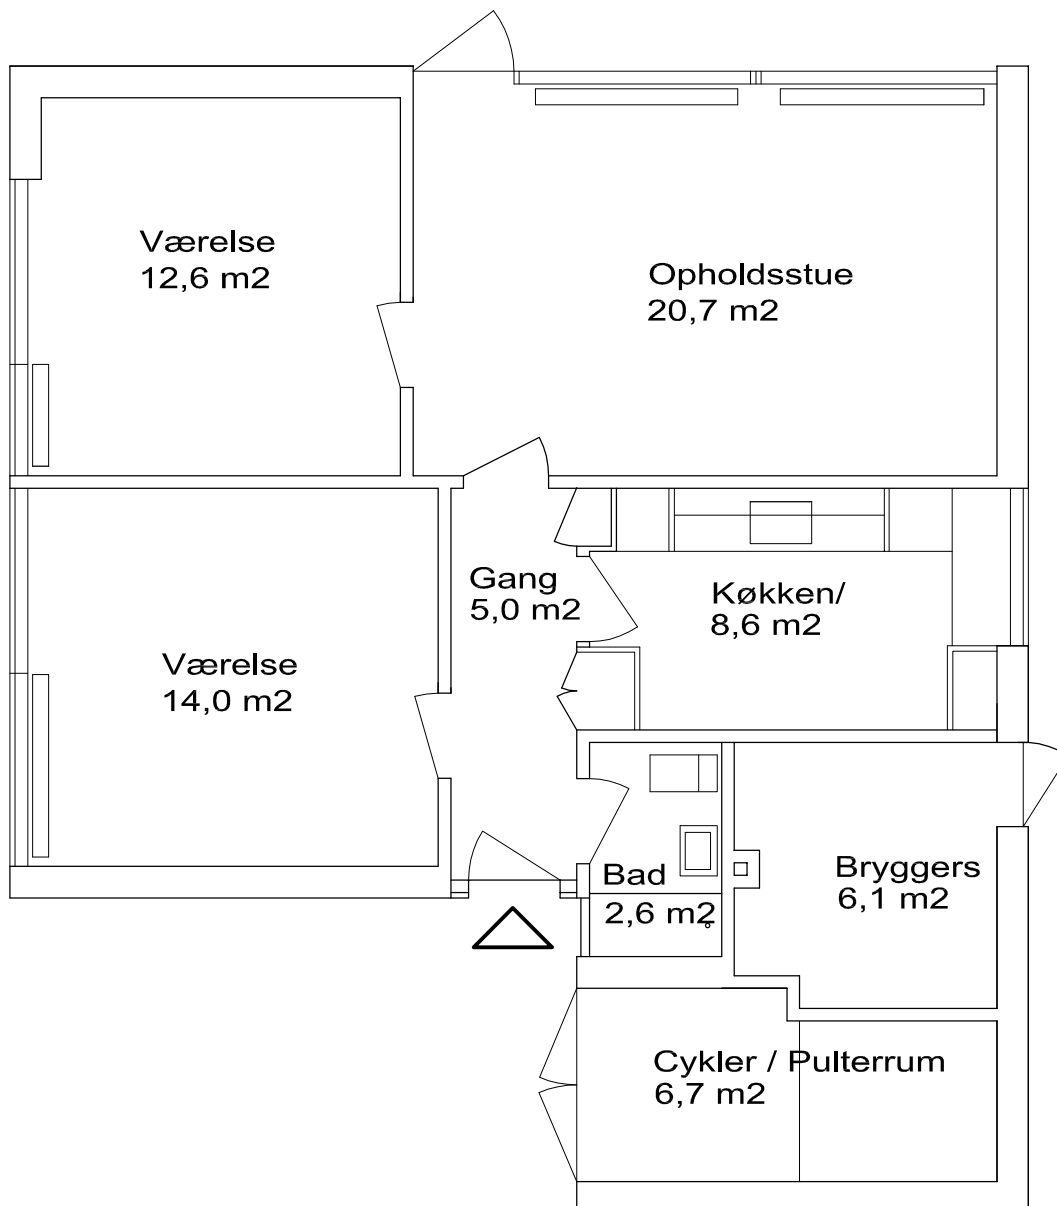 Værelse
12,6 m2
Opholdsstue
20,7 m2
Gang
5,0 m2
Køkken/
8,6 m2
Værelse
14,0 m2
Bad
2,6 m2
Bryggers
6,1 m2
Cykler / Pulterrum
6,7 m2